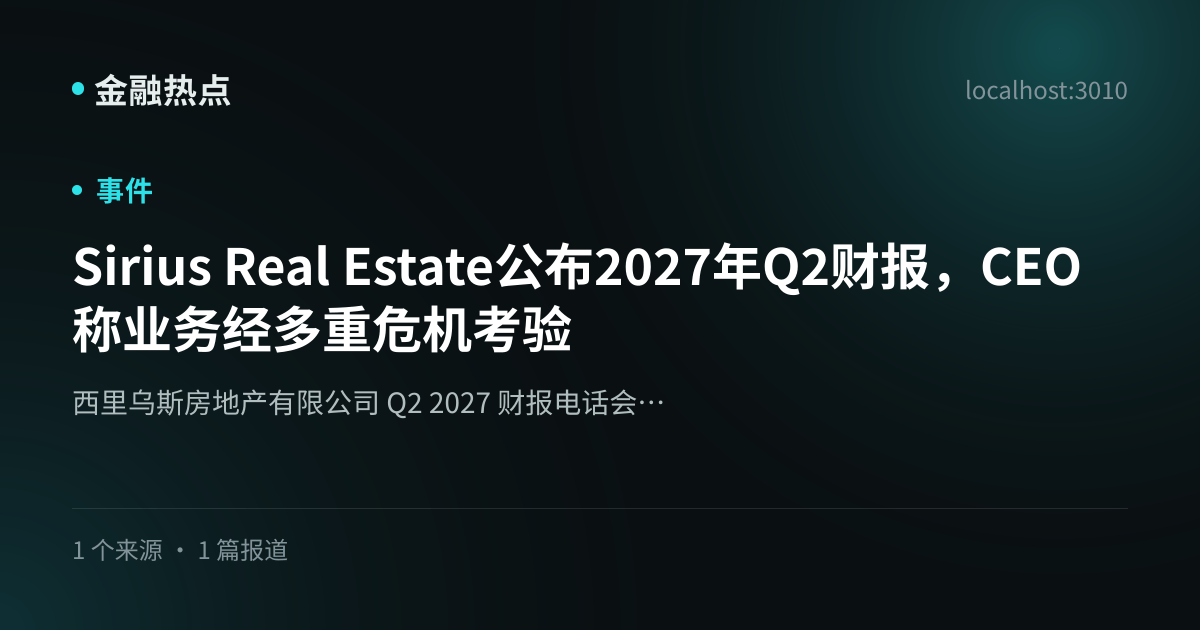 金融热点
localhost:3010
事件
Sirius Real Estate公布2027年Q2财报，CEO
称业务经多重危机考验
西里乌斯房地产有限公司 Q2 2027 财报电话会…
1 个来源 · 1 篇报道